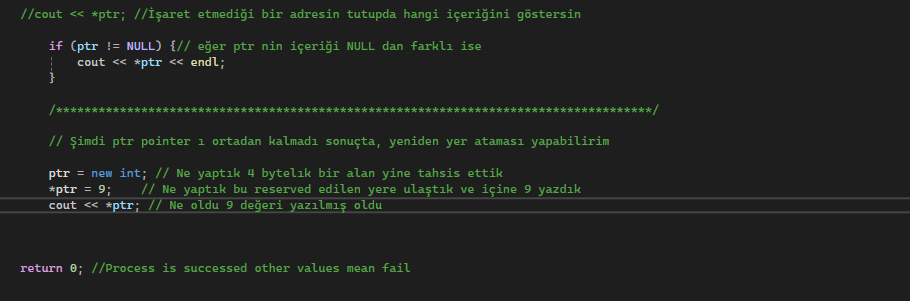 //cout << *ptr; //İşaret etmediği bir adresin tutupda hangi içeriğini göstersin
if (ptr != NULL) {// eğer ptr nin içeriği NULL dan farklı ise
cout << *ptr << endl;
}
/************************************************************************************/
// Şimdi ptr pointer ı ortadan kalmadı sonuçta, yeniden yer ataması yapabilirim
ptr = new int; // Ne yaptık 4 bytelık bir alan yine tahsis ettik
*ptr = 9;    // Ne yaptık bu reserved edilen yere ulaştık ve içine 9 yazdık
cout << *ptr; // Ne oldu 9 değeri yazılmış oldu
return 0; //Process is successed other values mean fail